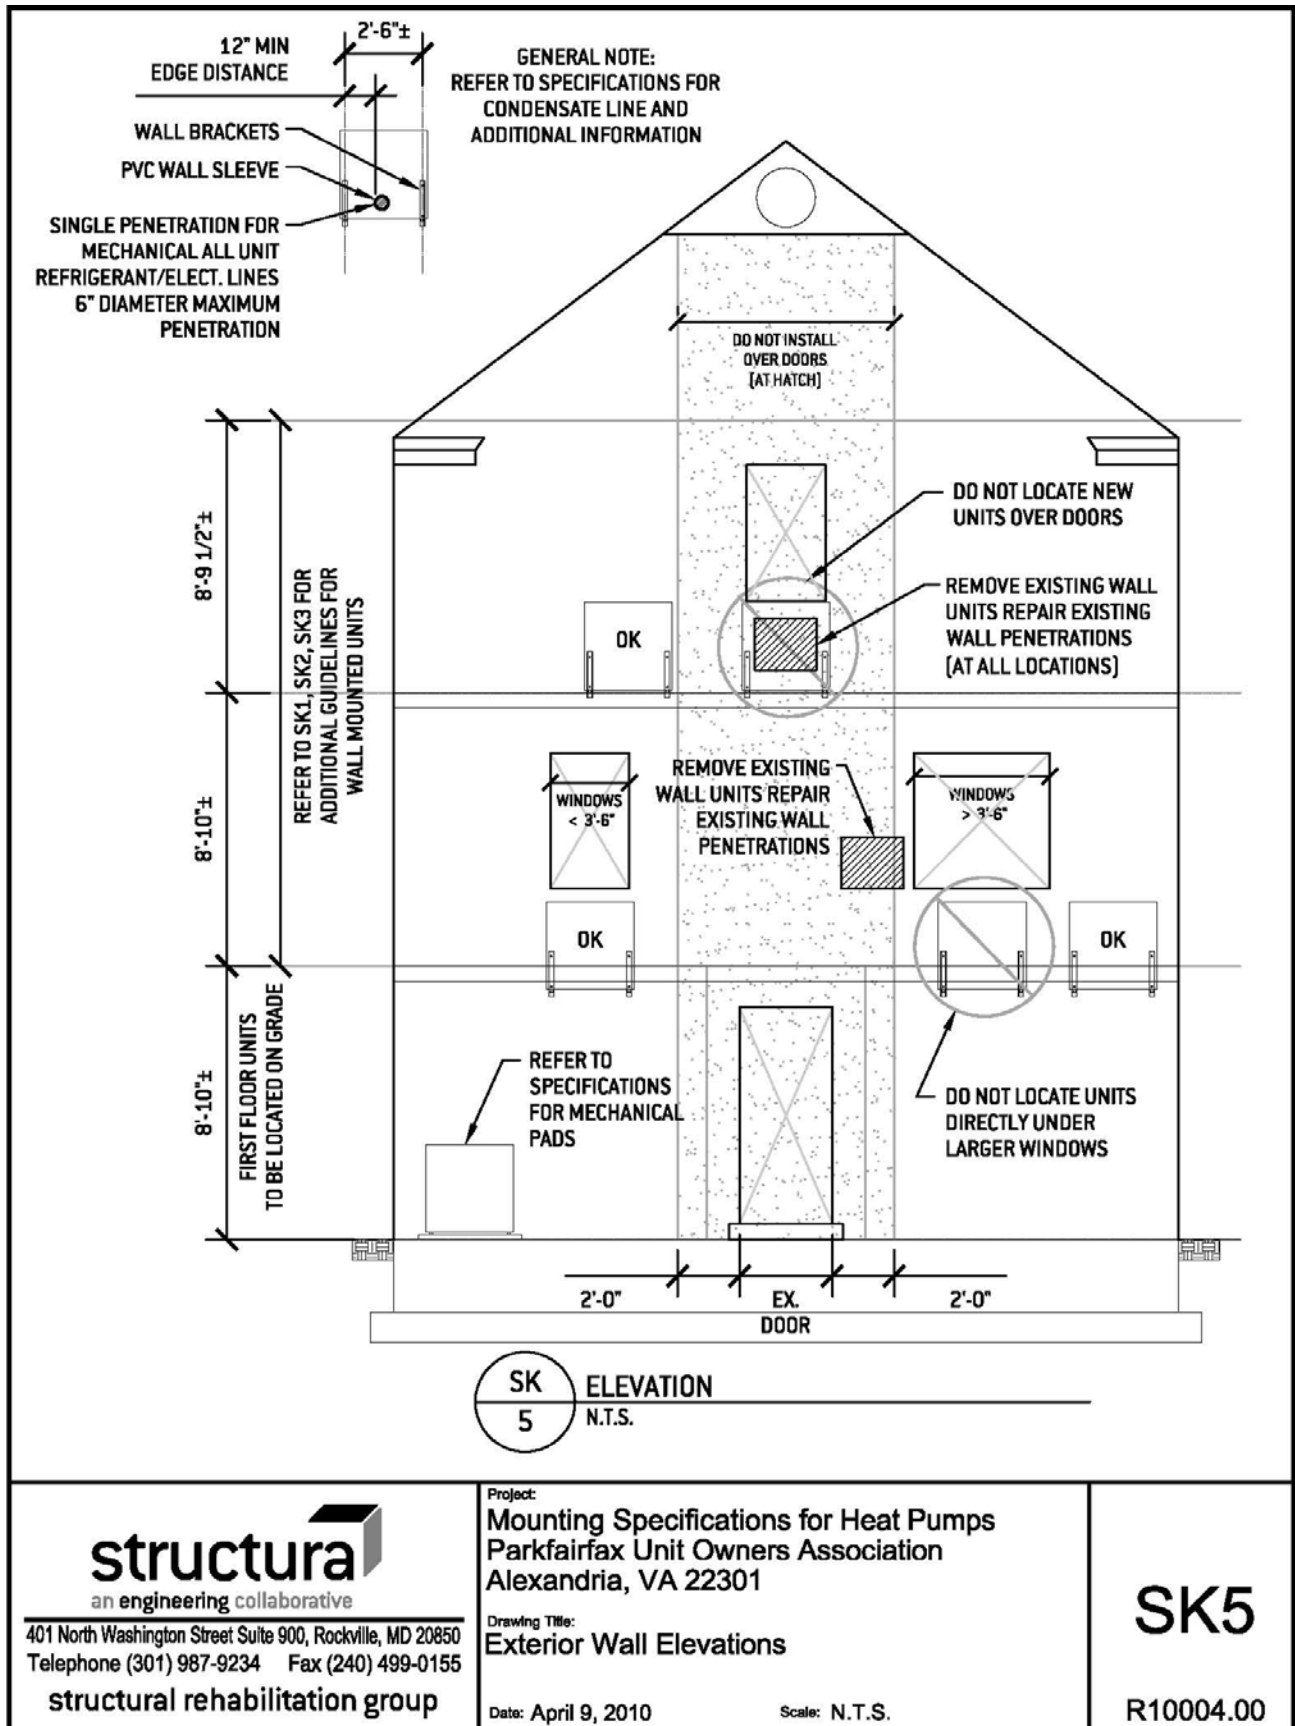 2'-6"±
12" MIN
EDGE DISTANCE
GENERAL NOTE:
REFER TO SPECIFICATIONS FOR
CONDENSATE LINE AND
ADDITIONAL INFORMATION
WALL BRACKETS
PVC WALL SLEEVE
SINGLE PENETRATION FOR
MECHANICAL ALL UNIT
REFRIGERANT/ELECT. LINES
6" DIAMETER MAXIMUM
PENETRATION
DO NOT INSTALL
OVER DOORS
[AT HATCH]
8'-9 1/2"±
8'-10"±
8'-10"±
REFER TO SK1, SK2, SK3 FOR
ADDITIONAL GUIDELINES FOR
WALL MOUNTED UNITS
FIRST FLOOR UNITS
TO BE LOCATED ON GRADE
DO NOT LOCATE NEW
UNITS OVER DOORS
REMOVE EXISTING WALL
UNITS REPAIR EXISTING
WALL PENETRATIONS
[AT ALL LOCATIONS]
OK
REMOVE EXISTING
WALL UNITS REPAIR
EXISTING WALL
PENETRATIONS
WINDOWS
< 3'-6"
WINDOWS
> 3'-6"
OK
OK
REFER TO
SPECIFICATIONS
FOR MECHANICAL
PADS
DO NOT LOCATE UNITS
DIRECTLY UNDER
LARGER WINDOWS
2'-0"
EX.
DOOR
2'-0"
SK
5
ELEVATION
N.T.S.
structura
an engineering collaborative
401 North Washington Street Suite 900, Rockville, MD 20850
Telephone (301) 987-9234 Fax (240) 499-0155
structural rehabilitation group
Project:
Mounting Specifications for Heat Pumps
Parkfairfax Unit Owners Association
Alexandria, VA 22301
Drawing Title:
Exterior Wall Elevations
Date: April 9, 2010 Scale: N.T.S.
SK5
R10004.00